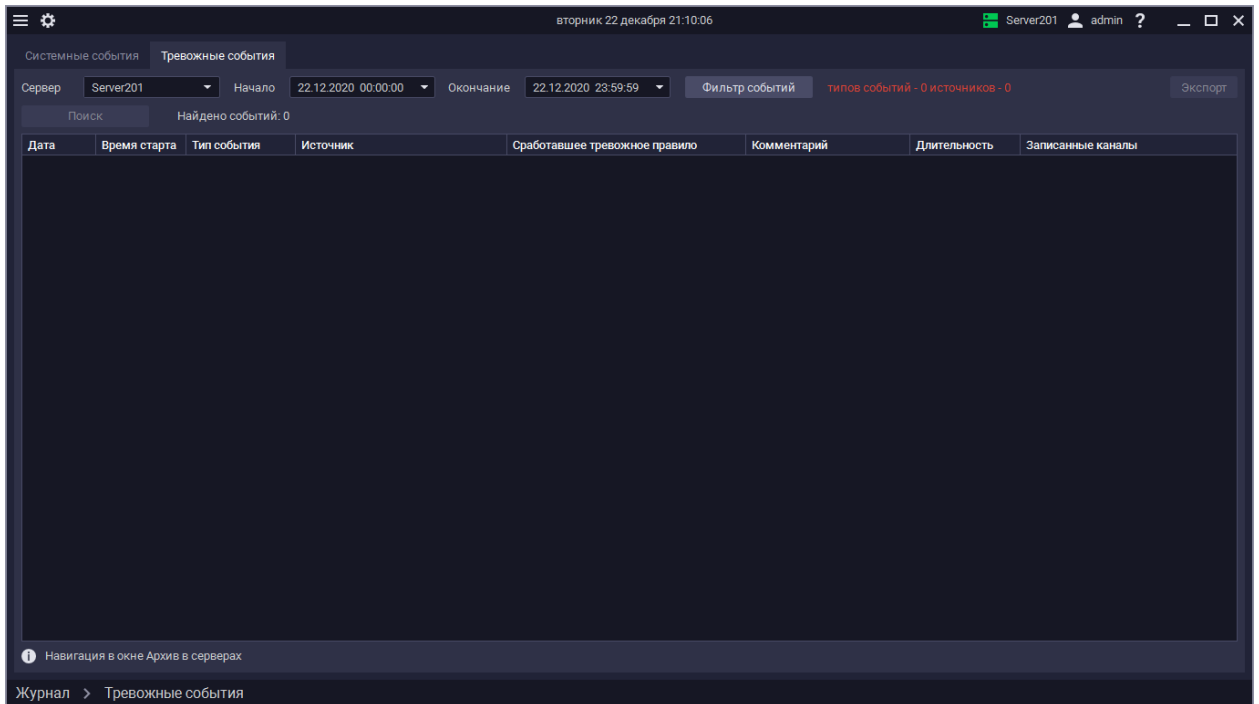 вторник 22 декабря 21:10:06 Server201 admin ?
Системные события Тревожные события
Сервер Server201 Начало 22.12.2020 00:00:00 Окончание 22.12.2020 23:59:59 Фильтр событий типов событий - 0 источников - 0 Экспорт
Поиск Найдено событий: 0
Дата Время старта Тип события Источник Сработавшее тревожное правило Комментарий Длительность Записанные каналы
Навигация в окне Архив в серверах
Журнал > Тревожные события